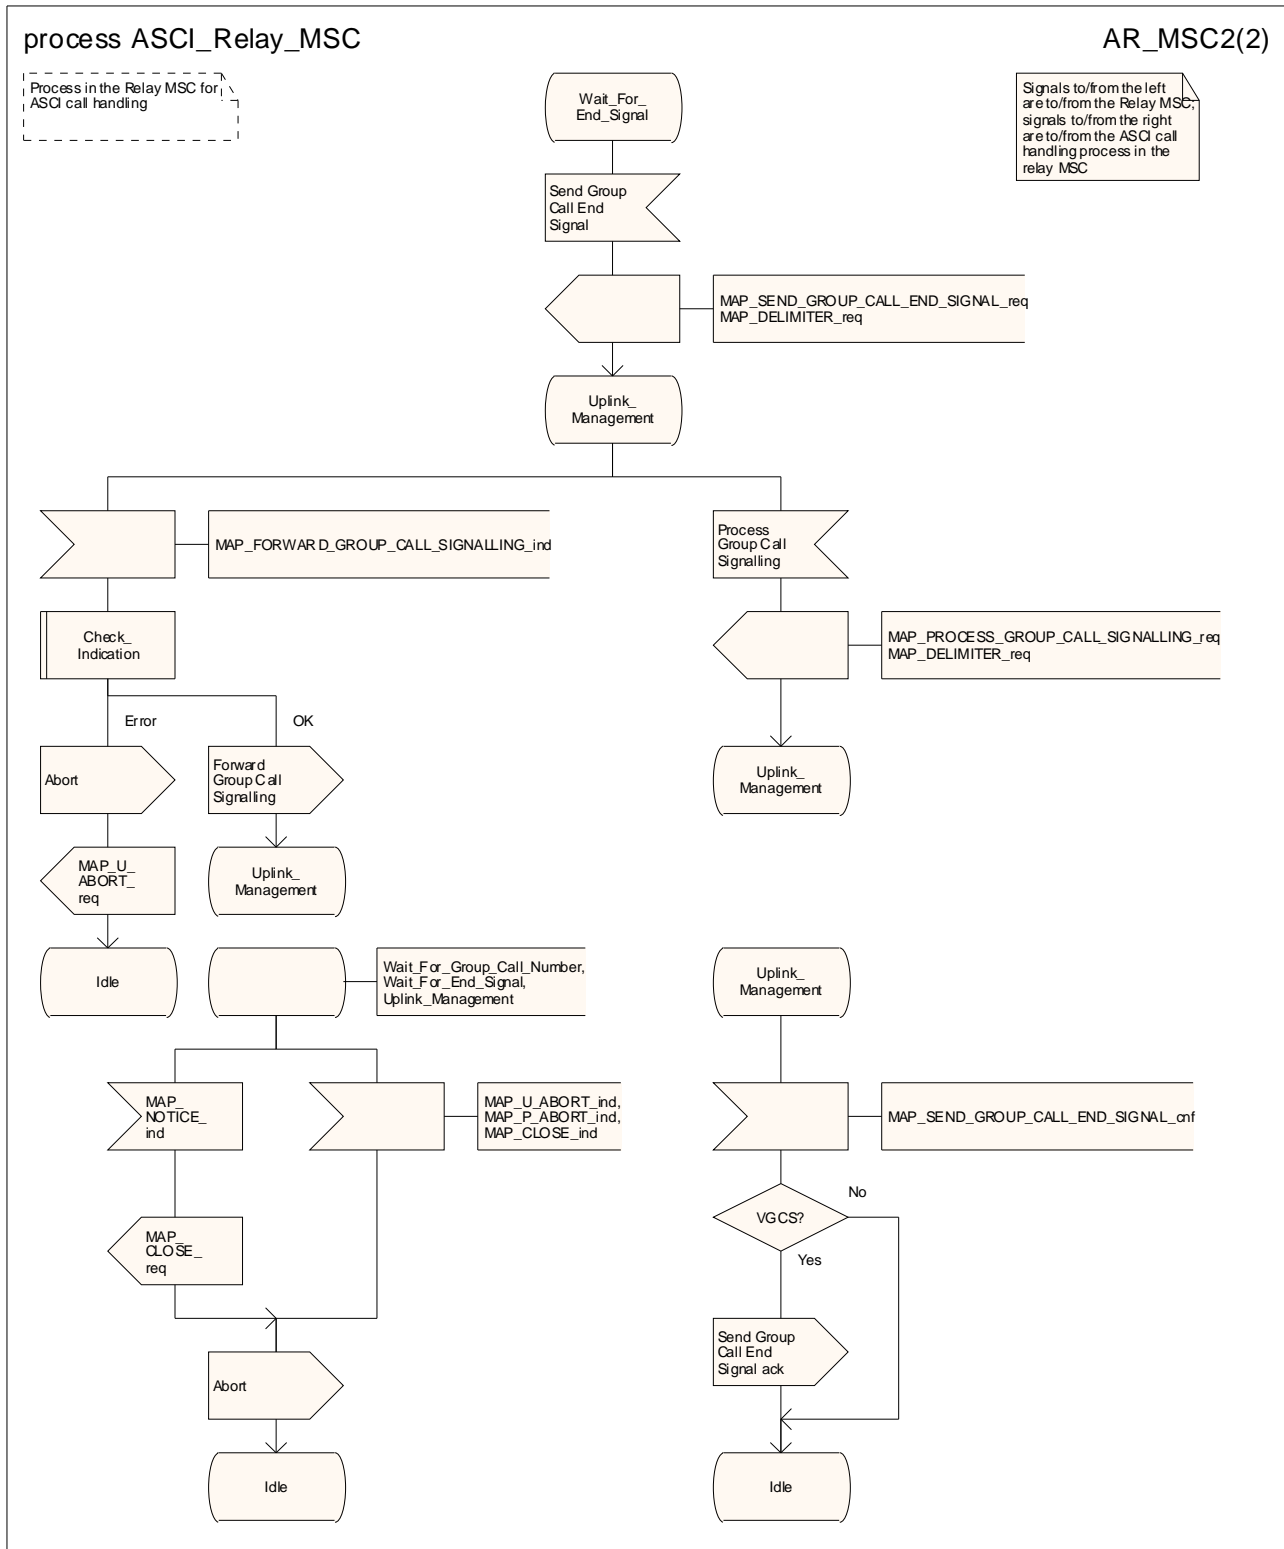 process ASCI_Relay_MSC
AR_MSC2(2)
Process in the Relay MSC for
ASCI call handling
Signals to/from the left
are to/from the Relay MSC;
signals to/from the right
are to/from the ASCI call
handling process in the
relay MSC
Wait_For_
End_Signal
Send Group
Call End
Signal
MAP_SEND_GROUP_CALL_END_SIGNAL_req
MAP_DELIMITER_req
Uplink_
Management
MAP_FORWARD_GROUP_CALL_SIGNALLING_ind
Process
Group Call
Signalling
Check_
Indication
MAP_PROCESS_GROUP_CALL_SIGNALLING_req
MAP_DELIMITER_req
Error
OK
Abort
Forward
Group Call
Signalling
Uplink_
Management
MAP_U_
ABORT_
req
Uplink_
Management
Idle
Wait_For_Group_Call_Number,
Wait_For_End_Signal,
Uplink_Management
Uplink_
Management
MAP_
NOTICE_
ind
MAP_U_ABORT_ind,
MAP_P_ABORT_ind,
MAP_CLOSE_ind
MAP_SEND_GROUP_CALL_END_SIGNAL_cnf
No
VGCS?
Yes
MAP_
CLOSE_
req
Send Group
Call End
Signal ack
Abort
Idle
Idle